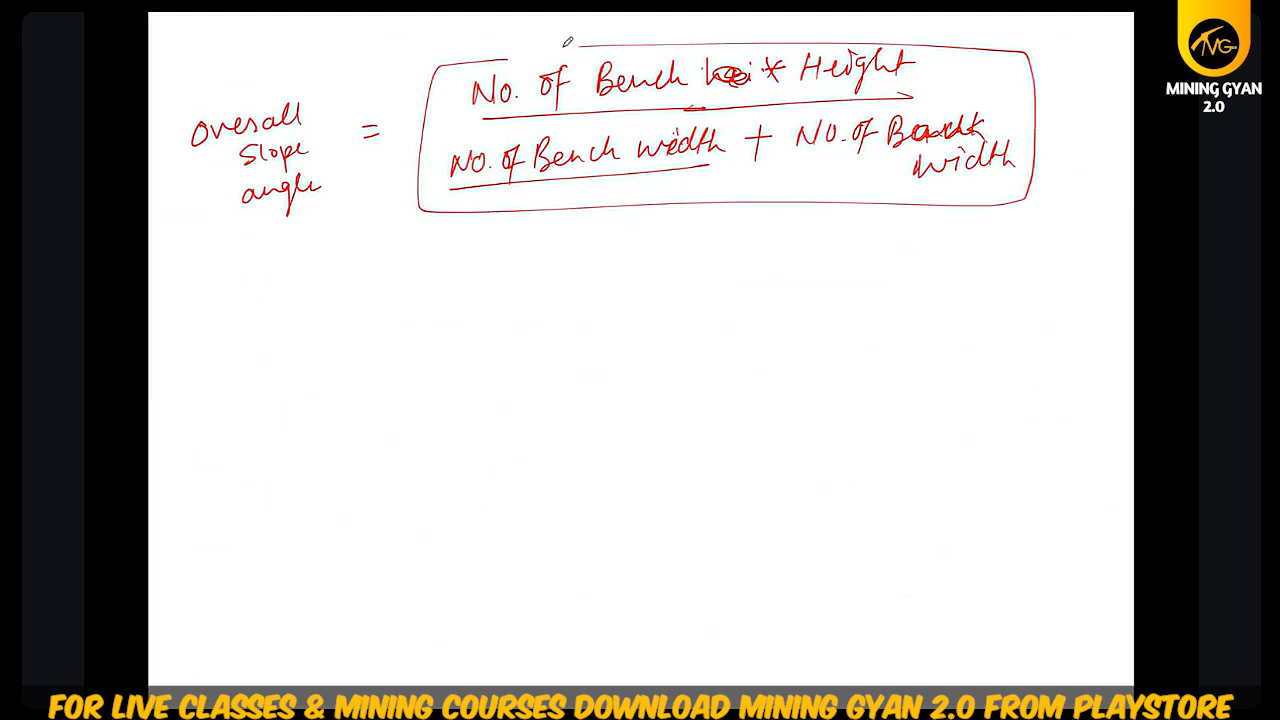 No. of Bench * Height
overall slope angle =
No. of Bench width + No. of Bench width
MINING GYAN
2.0
FOR LIVE CLASSES & MINING COURSES DOWNLOAD MINING GYAN 2.0 FROM PLAYSTORE